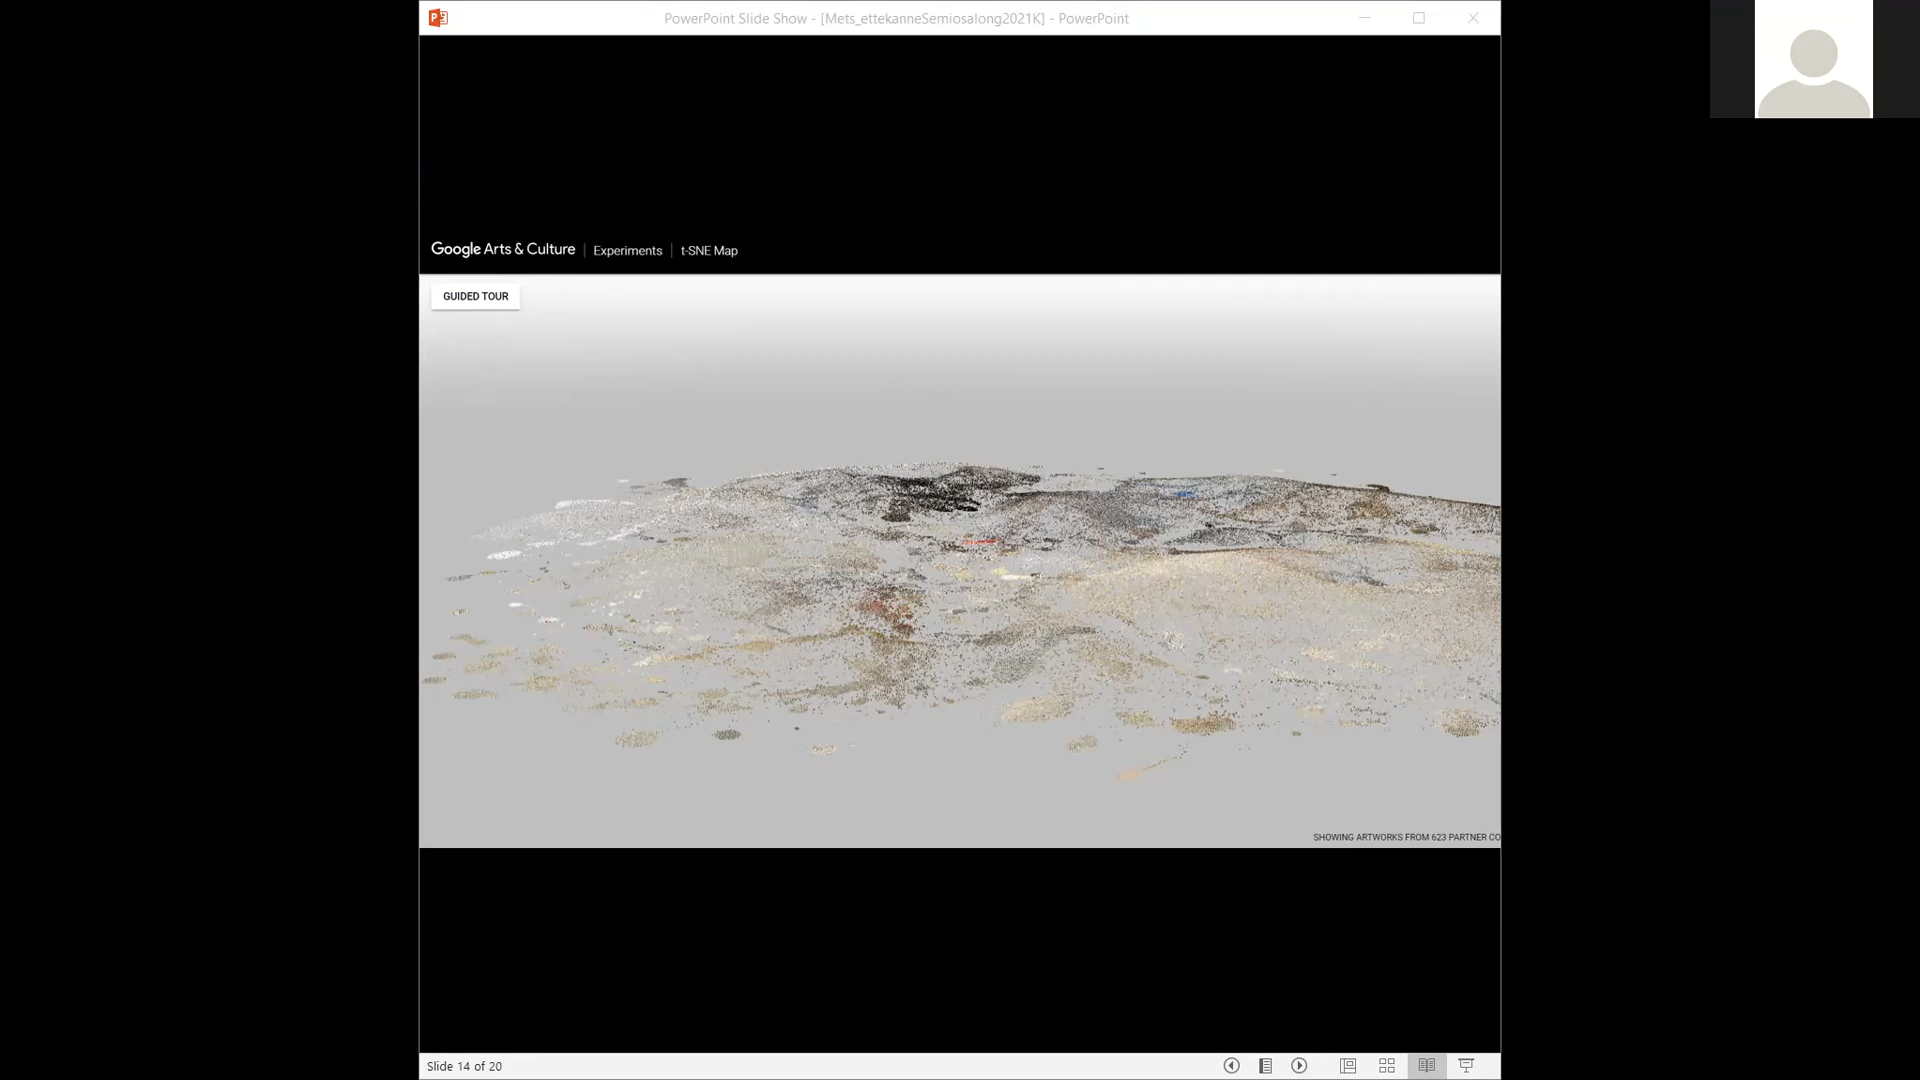 PowerPoint Slide Show - [Mets_ettekanneSemiosalong2021K] - PowerPoint
Google Arts & Culture | Experiments | t-SNE Map
GUIDED TOUR
SHOWING ARTWORKS FROM 623 PARTNER CO
Slide 14 of 20